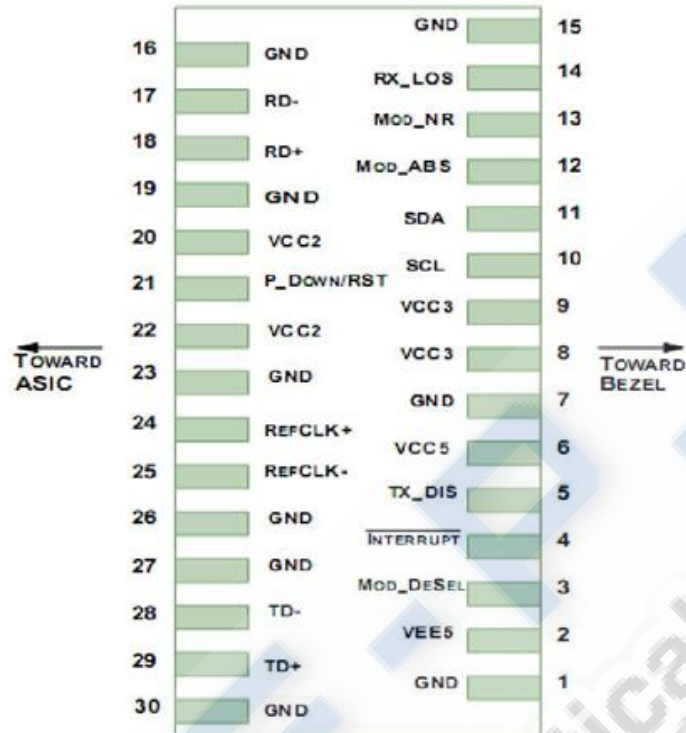 16 GND
17 RD-
18 RD+
19 GND
20 VCC2
21 P_DOWN/RST
22 VCC2
23 GND
24 REFCLK+
25 REFCLK-
26 GND
27 GND
28 TD-
29 TD+
30 GND
TOWARD
ASIC
GND 15
RX_LOS 14
MOD_NR 13
MOD_ABS 12
SDA 11
SCL 10
VCC3 9
VCC3 8
GND 7
VCC5 6
TX_DIS 5
INTERRUPT 4
MOD_DESEL 3
VEE5 2
GND 1
TOWARD
BEZEL